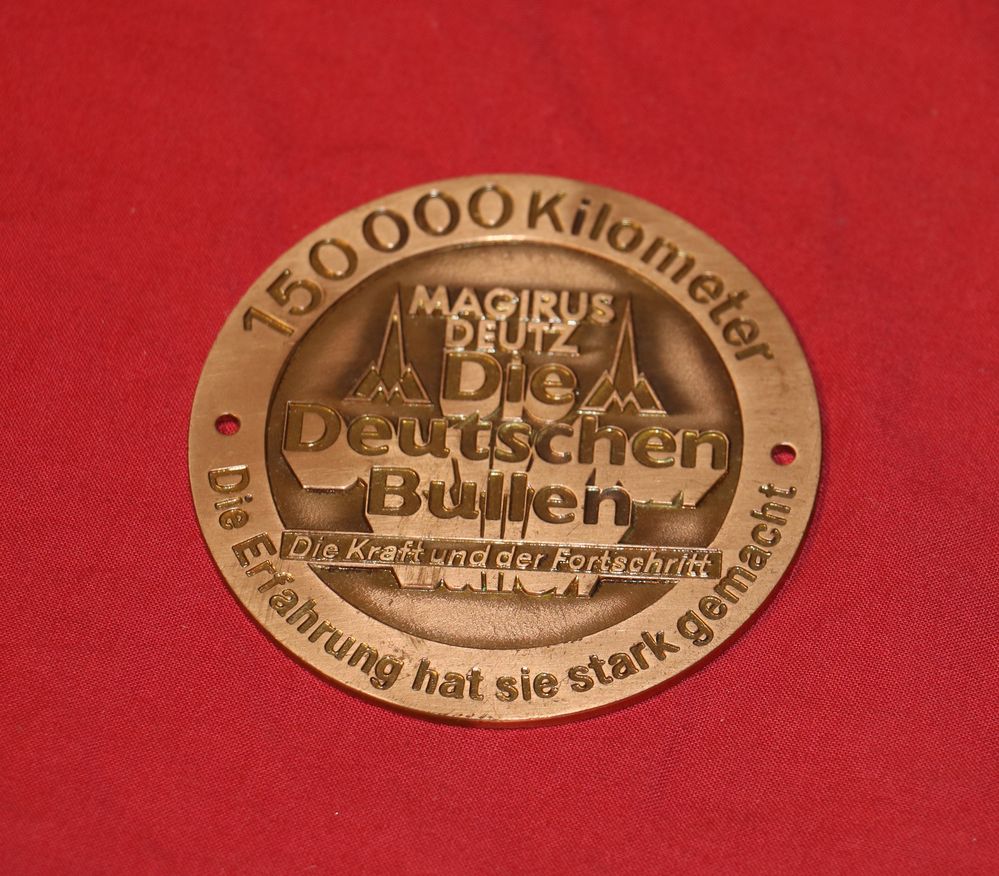 150 000 Kilometer
MAGIRUS
DEUTZ
Die
Deutschen
Bullen
Die Kraft und der Fortschritt
Die Erfahrung hat sie stark gemacht